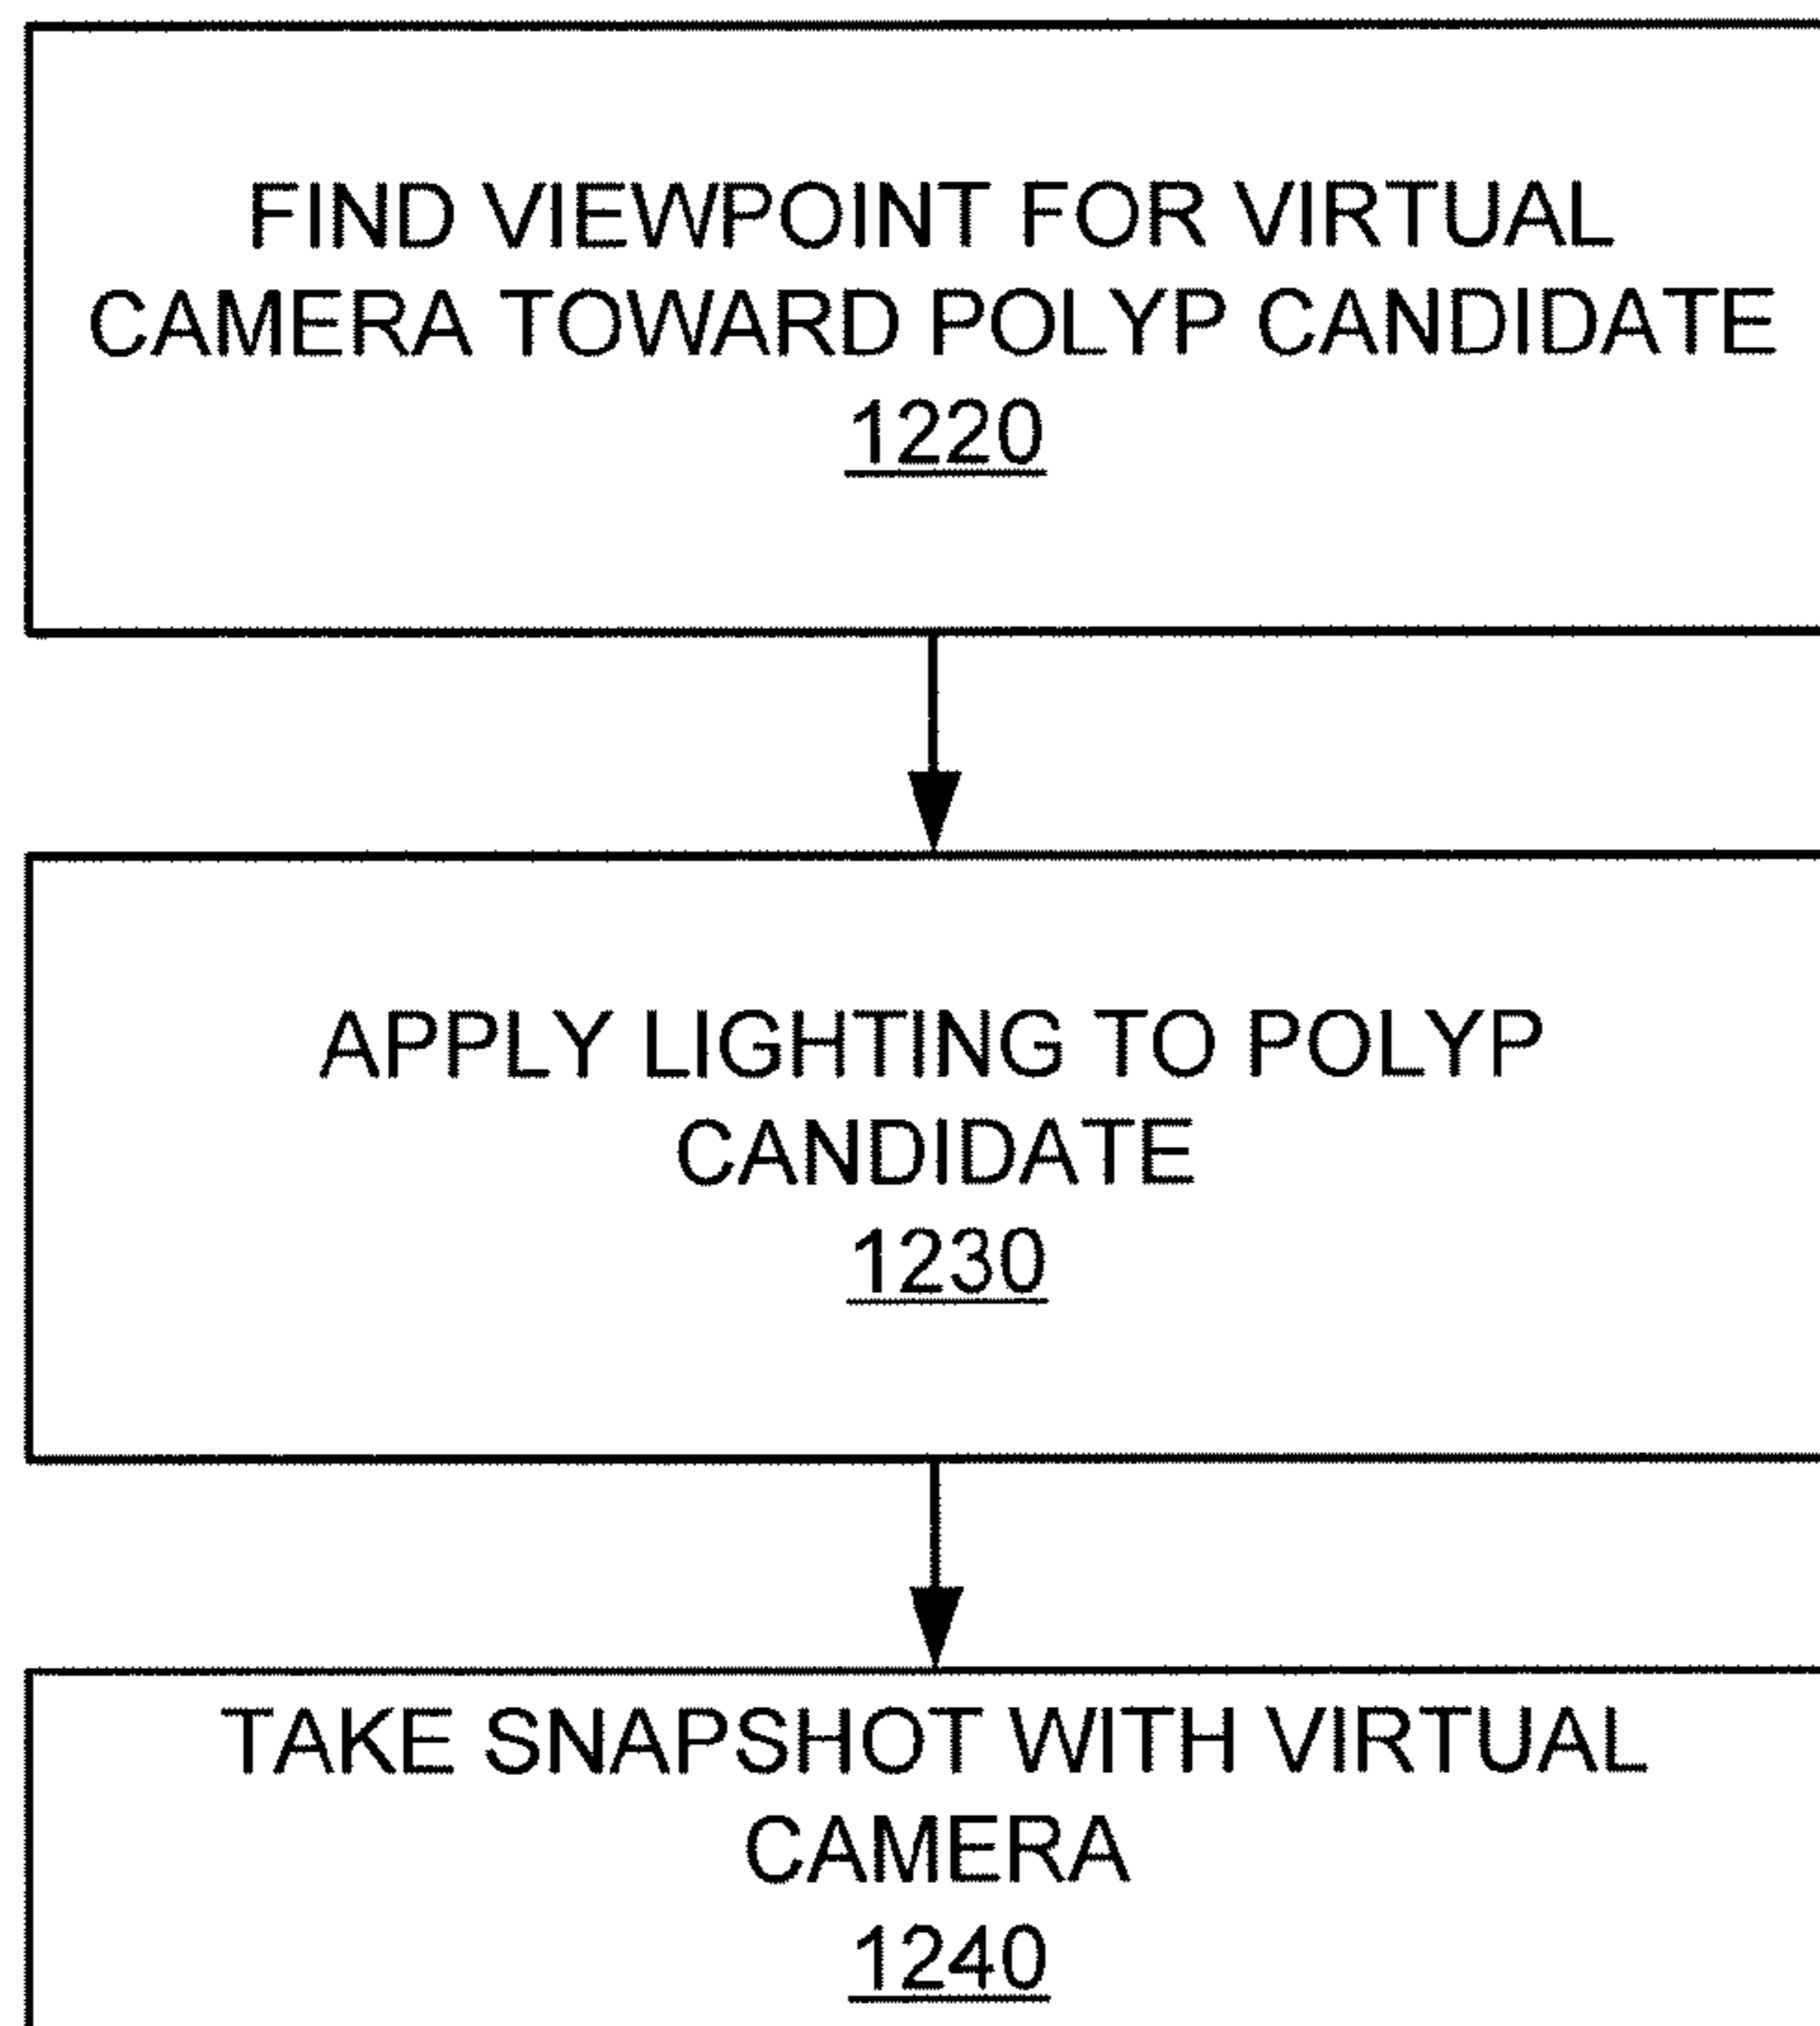 FIND VIEWPOINT FOR VIRTUAL
CAMERA TOWARD POLYP CANDIDATE
1220
APPLY LIGHTING TO POLYP
CANDIDATE
1230
TAKE SNAPSHOT WITH VIRTUAL
CAMERA
1240